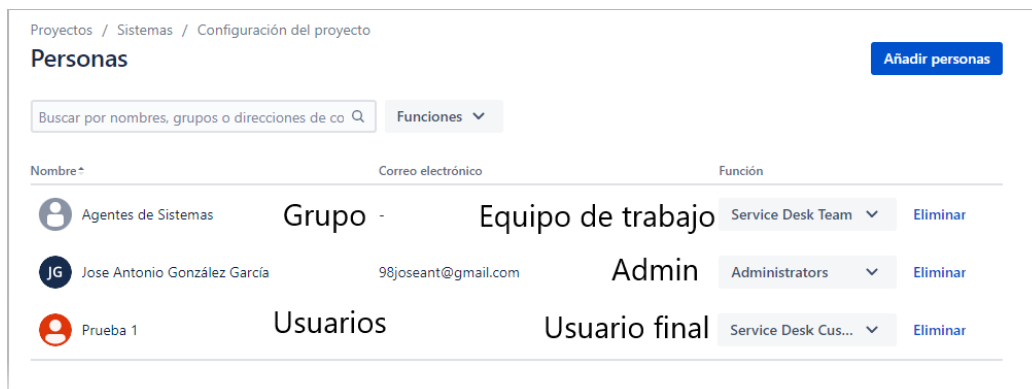 Proyectos / Sistemas / Configuración del proyecto
Personas
Añadir personas
Buscar por nombres, grupos o direcciones de co
Funciones
Nombre
Correo electrónico
Función
Agentes de Sistemas Grupo - Equipo de trabajo Service Desk Team Eliminar
JG Jose Antonio González García 98joseant@gmail.com Admin Administrators Eliminar
Prueba 1 Usuarios Usuario final Service Desk Cus... Eliminar